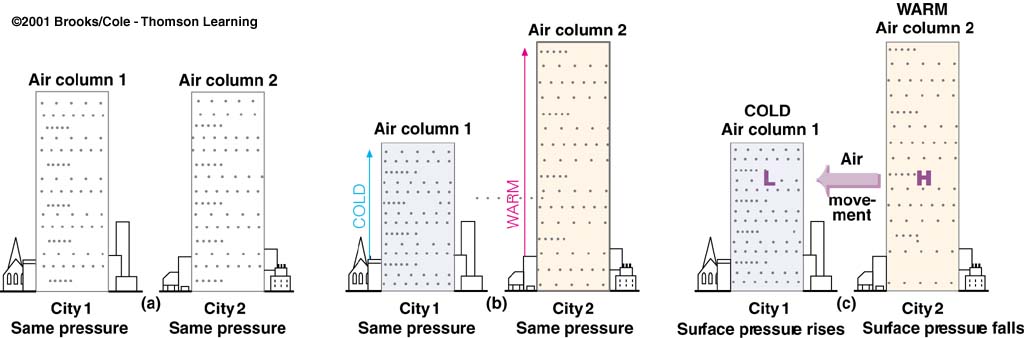 ©2001 Brooks/Cole - Thomson Learning
Air column 1
Air column 2
City 1
(a)
City 2
Same pressure
Same pressure
Air column 1
Air column 2
COLD
WARM
City 1
(b)
City 2
Same pressure
Same pressure
COLD
Air column 1
WARM
Air column 2
L
Air
move-
ment
H
City 1
(c)
City 2
Surface pressure rises
Surface pressure falls